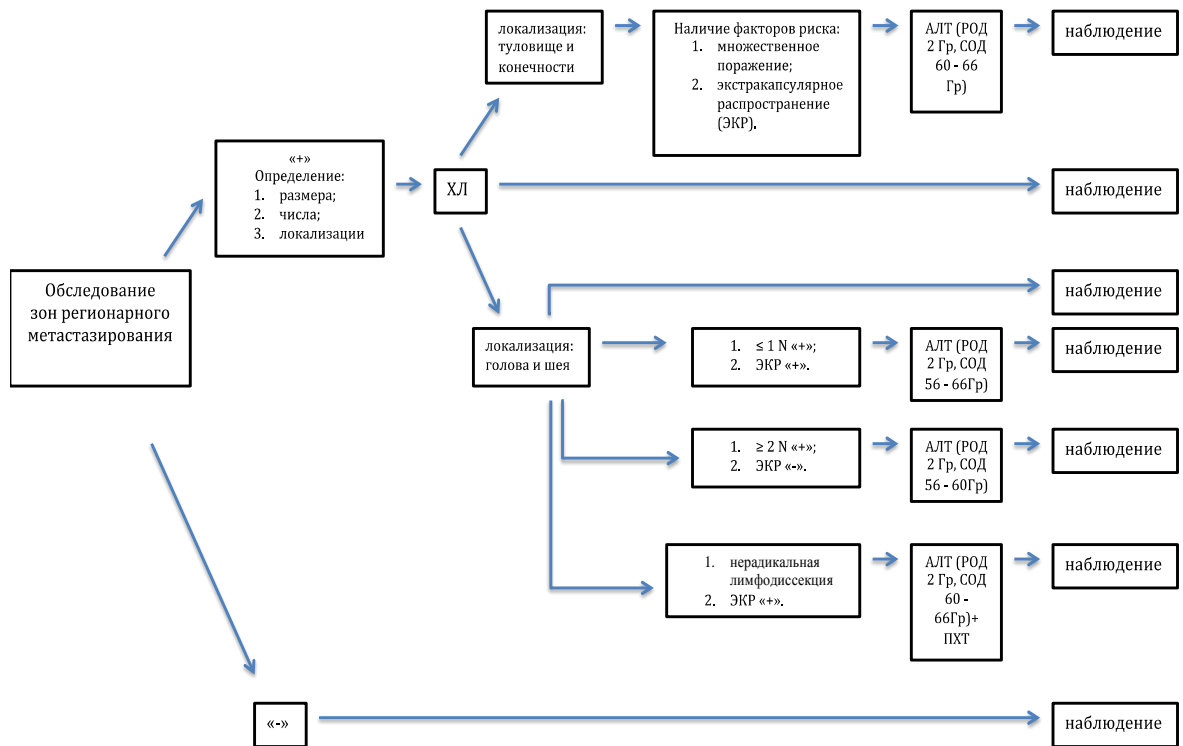 локализация:
туловище и
конечности
Наличие факторов риска:
1. множественное
поражение;
2. экстракапсулярное
распространение
(ЭКР).
АЛТ (РОД
2 Гр, СОД
60 - 66
Гр)
наблюдение
«+»
Определение:
1. размера;
2. числа;
3. локализации
ХЛ
наблюдение
Обследование
зон регионарного
метастазирования
наблюдение
локализация:
голова и шея
1. ≤ 1 N «+»;
2. ЭКР «+».
АЛТ (РОД
2 Гр, СОД
56 - 66Гр)
наблюдение
1. ≥ 2 N «+»;
2. ЭКР «-».
АЛТ (РОД
2 Гр, СОД
56 - 60Гр)
наблюдение
1. нерадикальная
лимфодиссекция
2. ЭКР «+».
АЛТ (РОД
2 Гр, СОД
60 -
66Гр)+
ПХТ
наблюдение
«-»
наблюдение